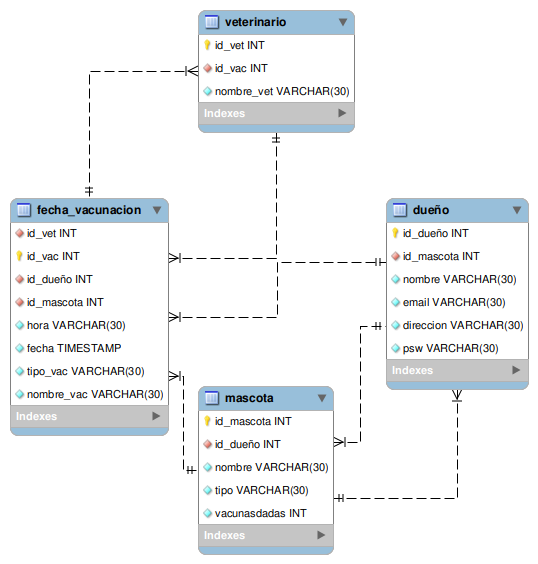 veterinario
id_vet INT
id_vac INT
nombre_vet VARCHAR(30)
Indexes
fecha_vacunacion
id_vet INT
id_vac INT
id_dueño INT
id_mascota INT
hora VARCHAR(30)
fecha TIMESTAMP
tipo_vac VARCHAR(30)
nombre_vac VARCHAR(30)
Indexes
dueño
id_dueño INT
id_mascota INT
nombre VARCHAR(30)
email VARCHAR(30)
direccion VARCHAR(30)
psw VARCHAR(30)
Indexes
mascota
id_mascota INT
id_dueño INT
nombre VARCHAR(30)
tipo VARCHAR(30)
vacunasdadas INT
Indexes